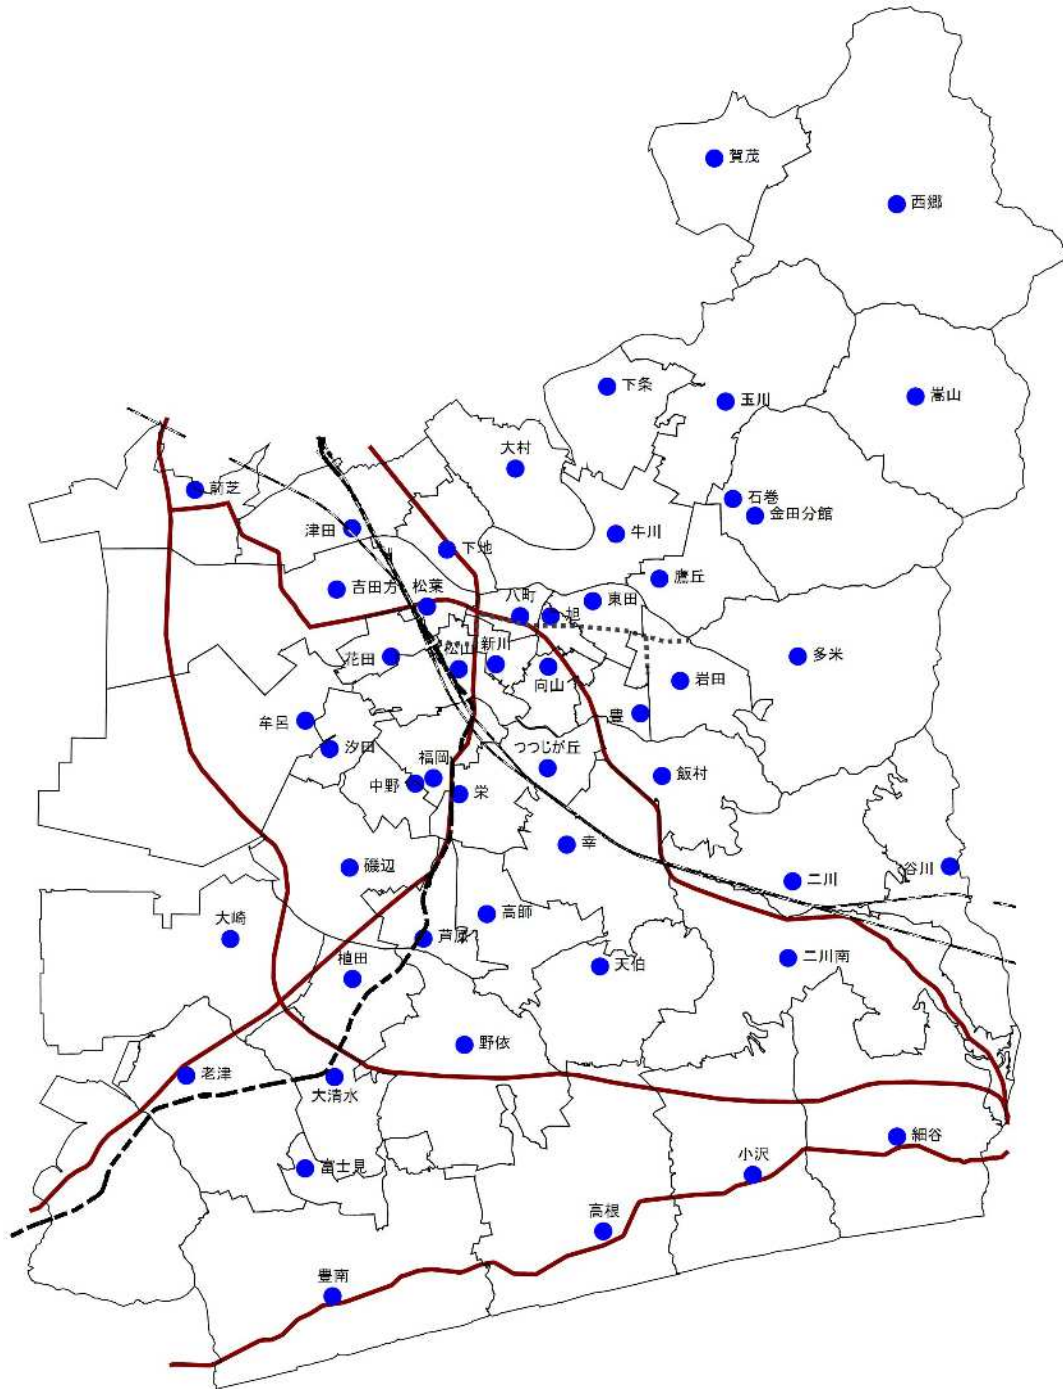 賀茂
西郷
下条
玉川
嵩山
大村
前芝
石巻
金田分館
津田
牛川
下地
鷹丘
吉田方
松葉
八町
旭
東田
花田
松山
新川
向山
多米
岩田
牟呂
豊
汐田
つつじが丘
福岡
中野
栄
飯村
幸
磯辺
二川
谷川
大崎
高師
芦原
植田
天伯
二川南
野依
老津
大清水
細谷
富士見
小沢
高根
豊南